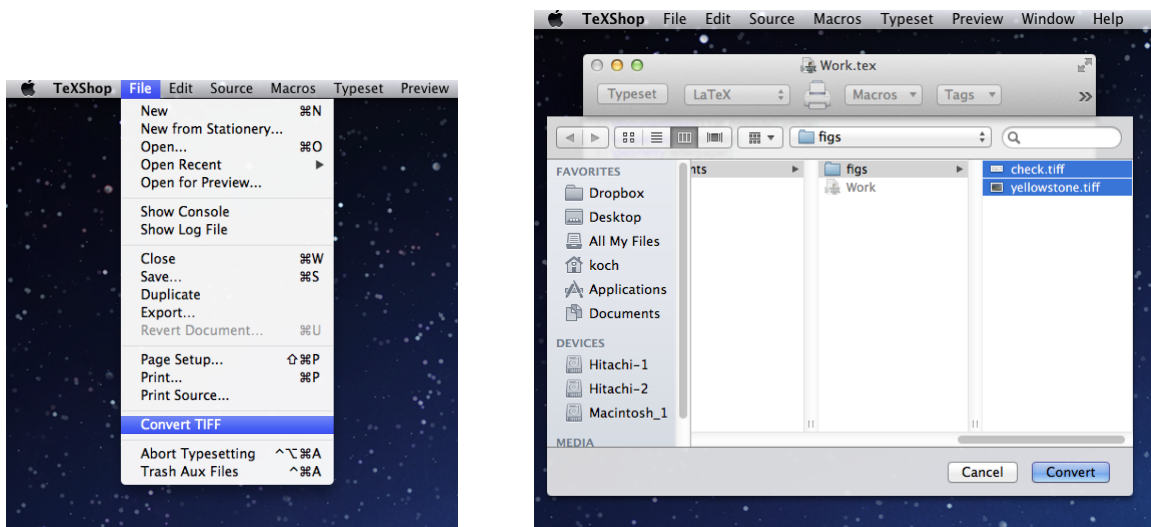 TeXShop File Edit Source Macros Typeset Preview
New ⌘N
New from Stationery...
Open... ⌘O
Open Recent ▶
Open for Preview...
Show Console
Show Log File
Close ⌘W
Save... ⌘S
Duplicate
Export...
Revert Document... ⌘U
Page Setup... ⇧⌘P
Print... ⌘P
Print Source...
Convert TIFF
Abort Typesetting ^⌥⌘A
Trash Aux Files ^⌘A
TeXShop File Edit Source Macros Typeset Preview Window Help
Work.tex
Typeset LaTeX Macros Tags
figs
FAVORITES
Dropbox
Desktop
All My Files
koch
Applications
Documents
DEVICES
Hitachi-1
Hitachi-2
Macintosh_1
MEDIA
nts
figs
Work
check.tiff
yellowstone.tiff
Cancel Convert